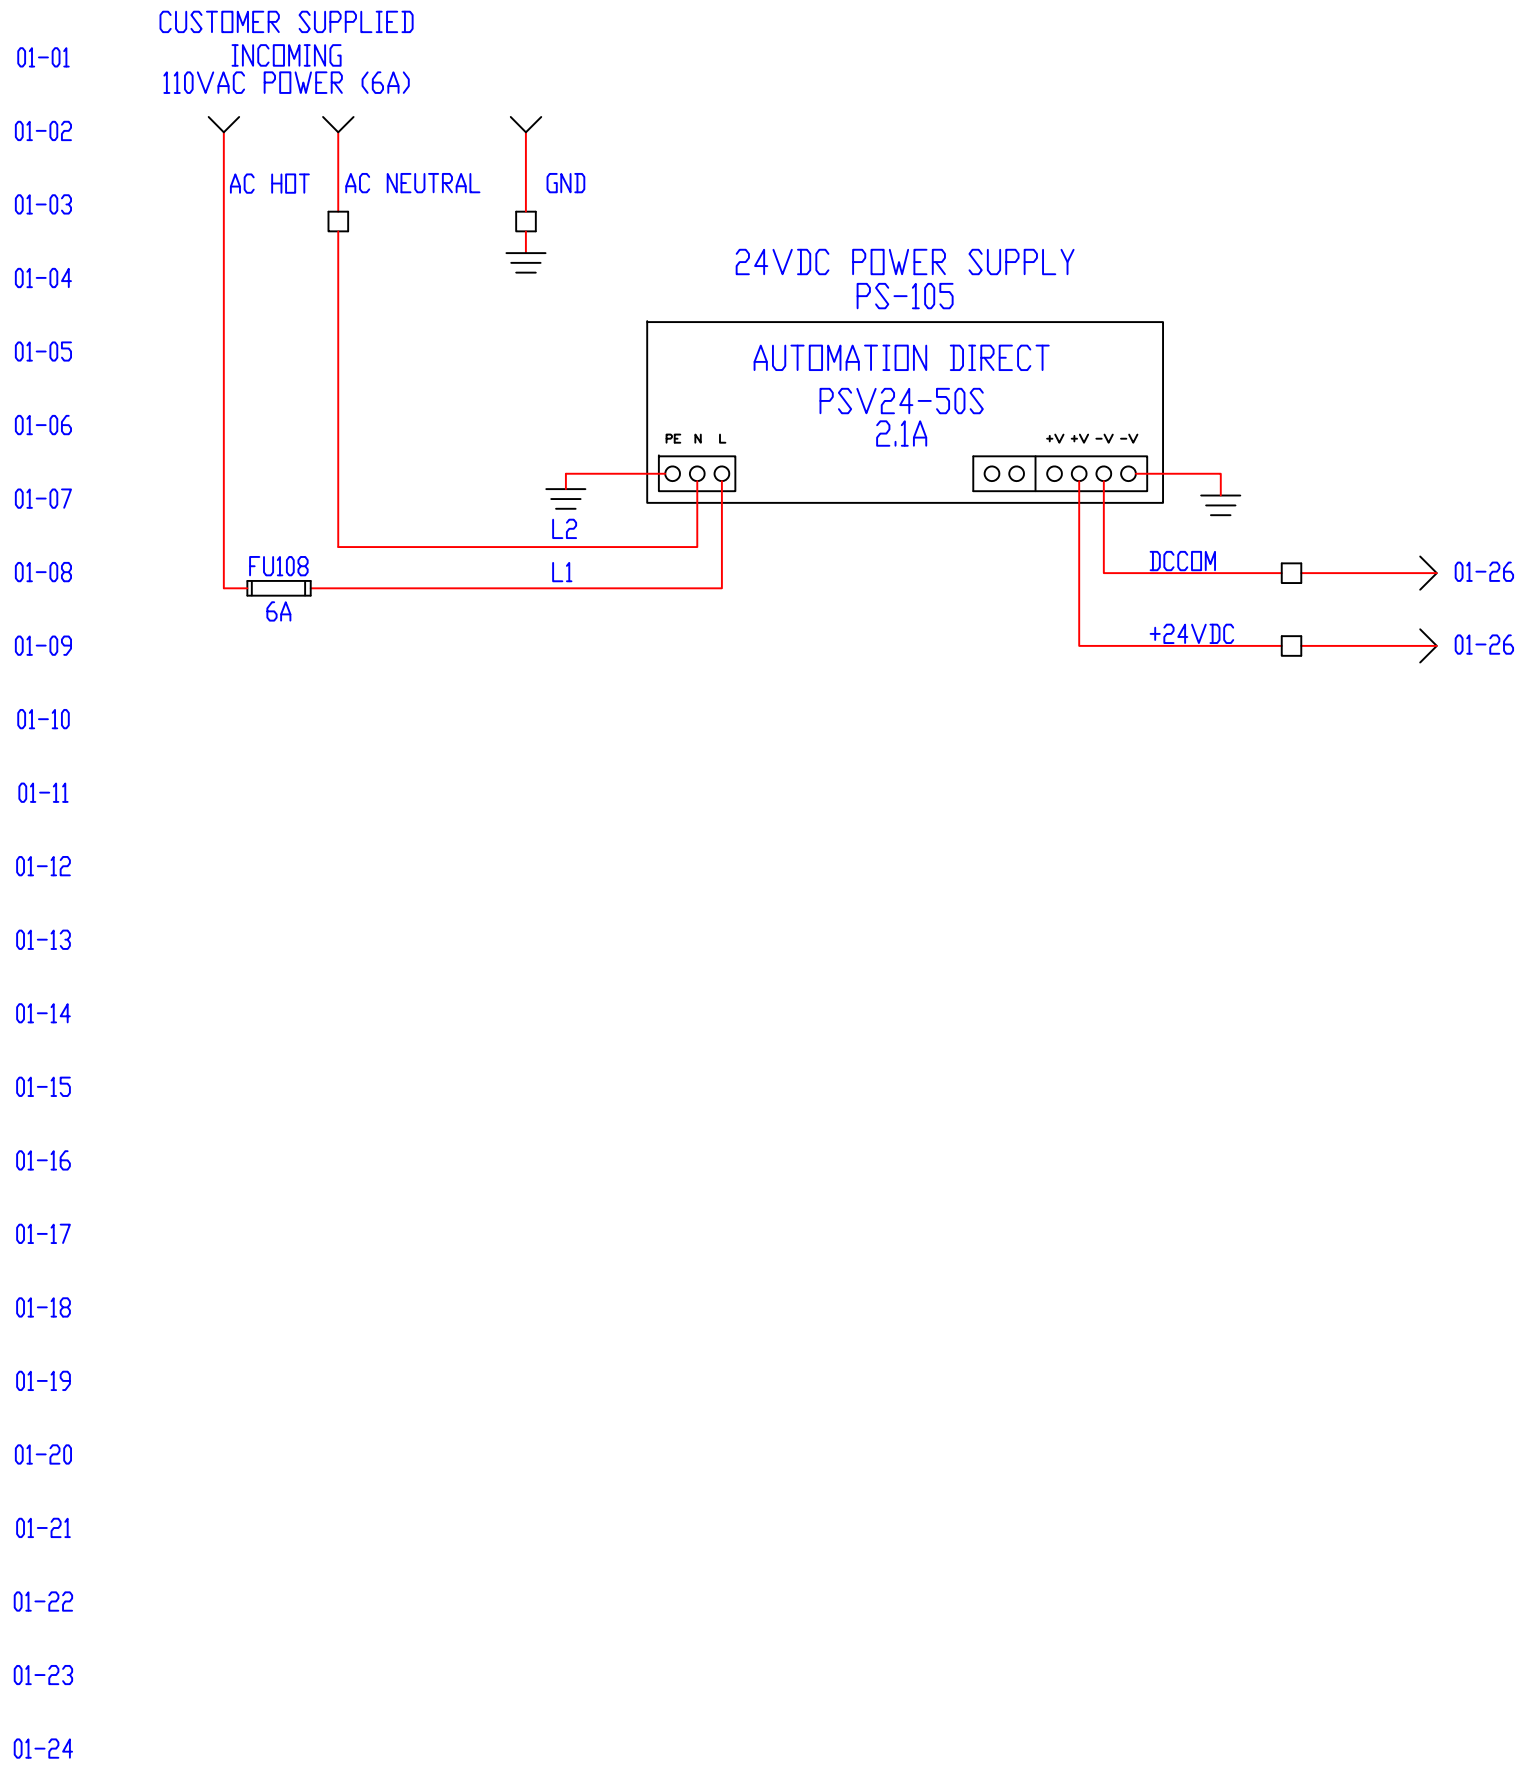 CUSTOMER SUPPLIED
INCOMING
110VAC POWER (6A)
01-01
01-02
AC HOT
AC NEUTRAL
GND
01-03
01-04
24VDC POWER SUPPLY
PS-105
01-05
AUTOMATION DIRECT
PSV24-50S
2.1A
01-06
PE N L
+V +V -V -V
01-07
L2
01-08
FU108
6A
L1
DCCOM
01-26
01-09
+24VDC
01-26
01-10
01-11
01-12
01-13
01-14
01-15
01-16
01-17
01-18
01-19
01-20
01-21
01-22
01-23
01-24